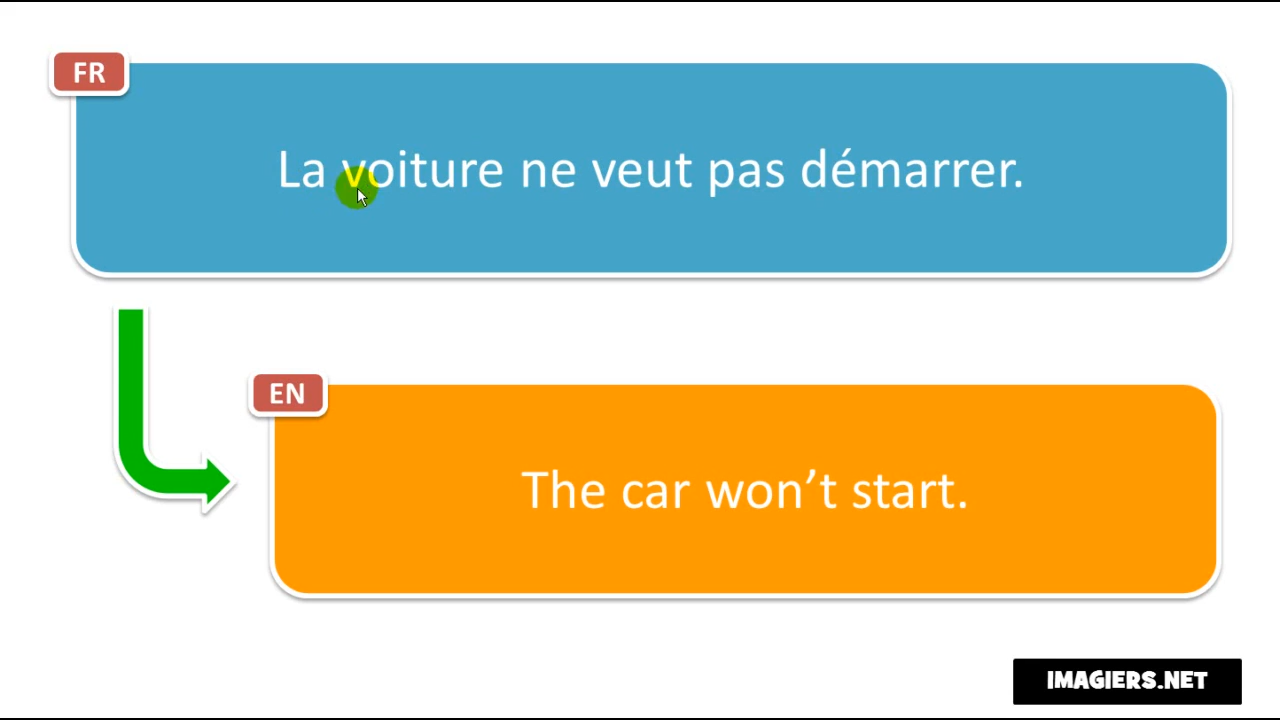 FR
La voiture ne veut pas démarrer.
EN
The car won’t start.
IMAGIERS.NET